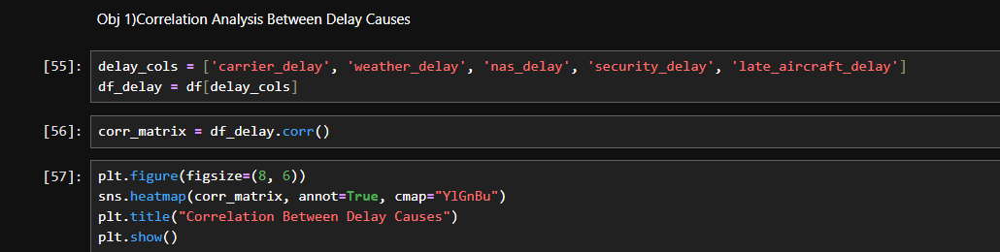 Obj 1)Correlation Analysis Between Delay Causes
[55]: delay_cols = ['carrier_delay', 'weather_delay', 'nas_delay', 'security_delay', 'late_aircraft_delay']
df_delay = df[delay_cols]
[56]: corr_matrix = df_delay.corr()
[57]: plt.figure(figsize=(8, 6))
sns.heatmap(corr_matrix, annot=True, cmap="YlGnBu")
plt.title("Correlation Between Delay Causes")
plt.show()